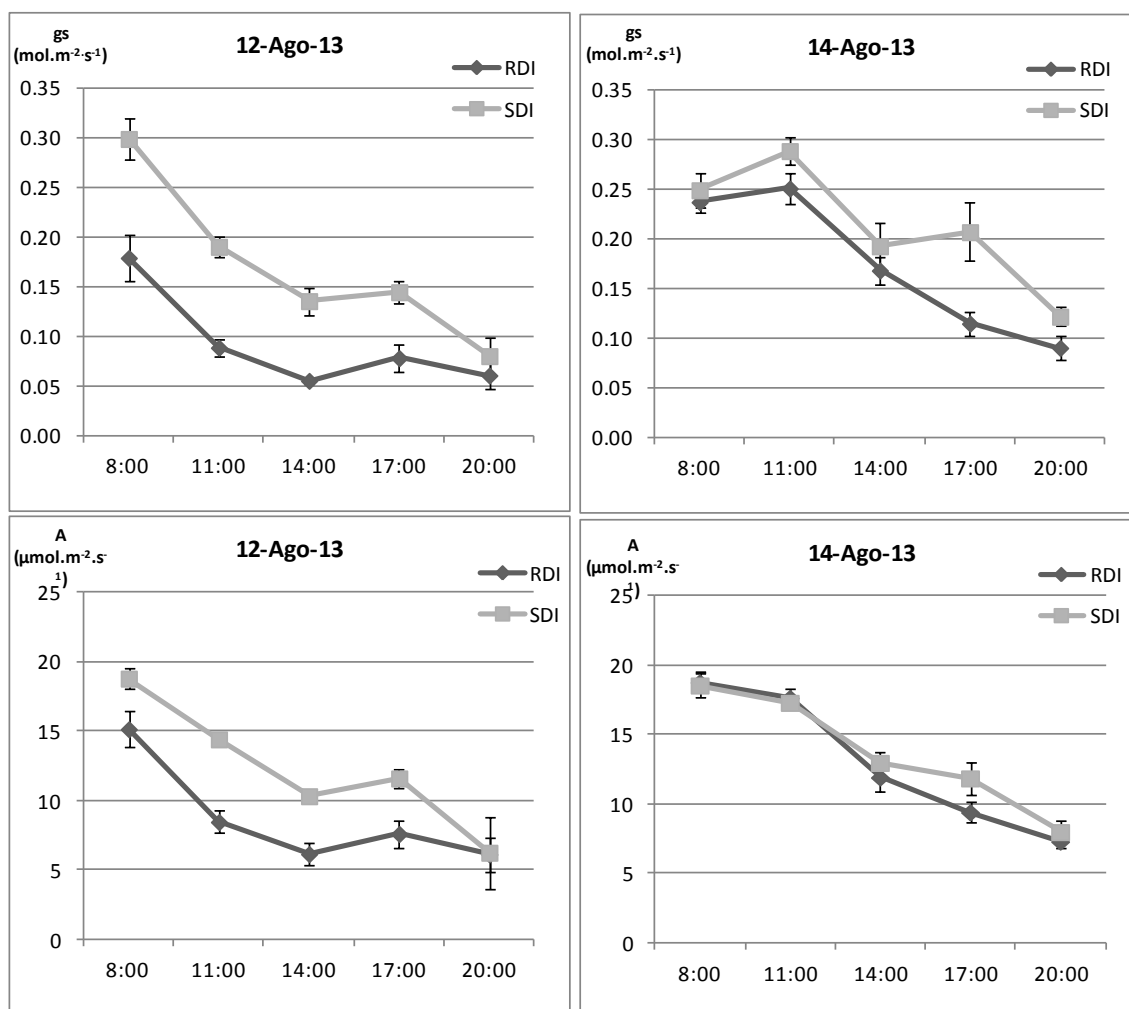 gs
(mol.m⁻²·s⁻¹)
12-Ago-13
RDI
SDI
0.35
0.30
0.25
0.20
0.15
0.10
0.05
0.00
8:00 11:00 14:00 17:00 20:00
gs
(mol.m⁻².s⁻¹)
14-Ago-13
RDI
SDI
0.35
0.30
0.25
0.20
0.15
0.10
0.05
0.00
8:00 11:00 14:00 17:00 20:00
A
(µmol.m⁻².s⁻
¹)
12-Ago-13
RDI
SDI
25
20
15
10
5
0
8:00 11:00 14:00 17:00 20:00
A
(µmol.m⁻².s⁻
¹)
14-Ago-13
RDI
SDI
25
20
15
10
5
0
8:00 11:00 14:00 17:00 20:00